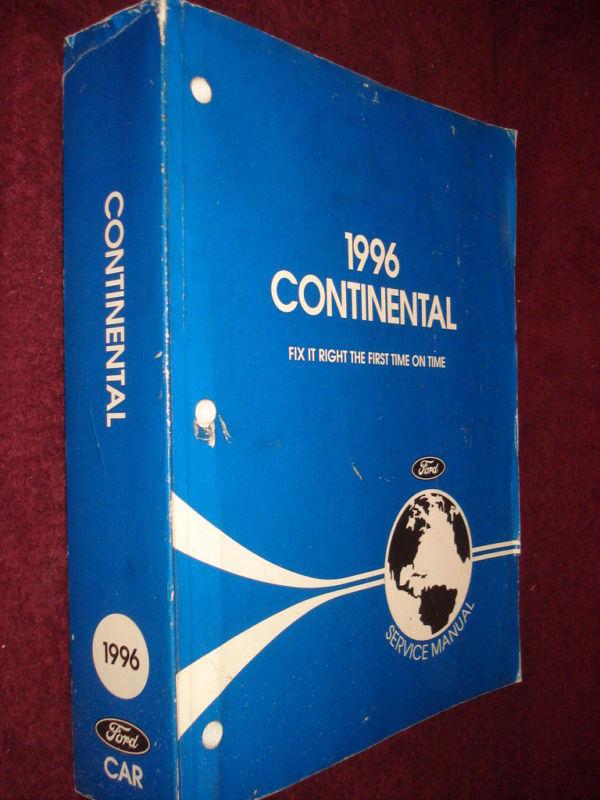 1996
CONTINENTAL
FIX IT RIGHT THE FIRST TIME ON TIME
Ford
SERVICE MANUAL
CONTINENTAL
1996
Ford
CAR